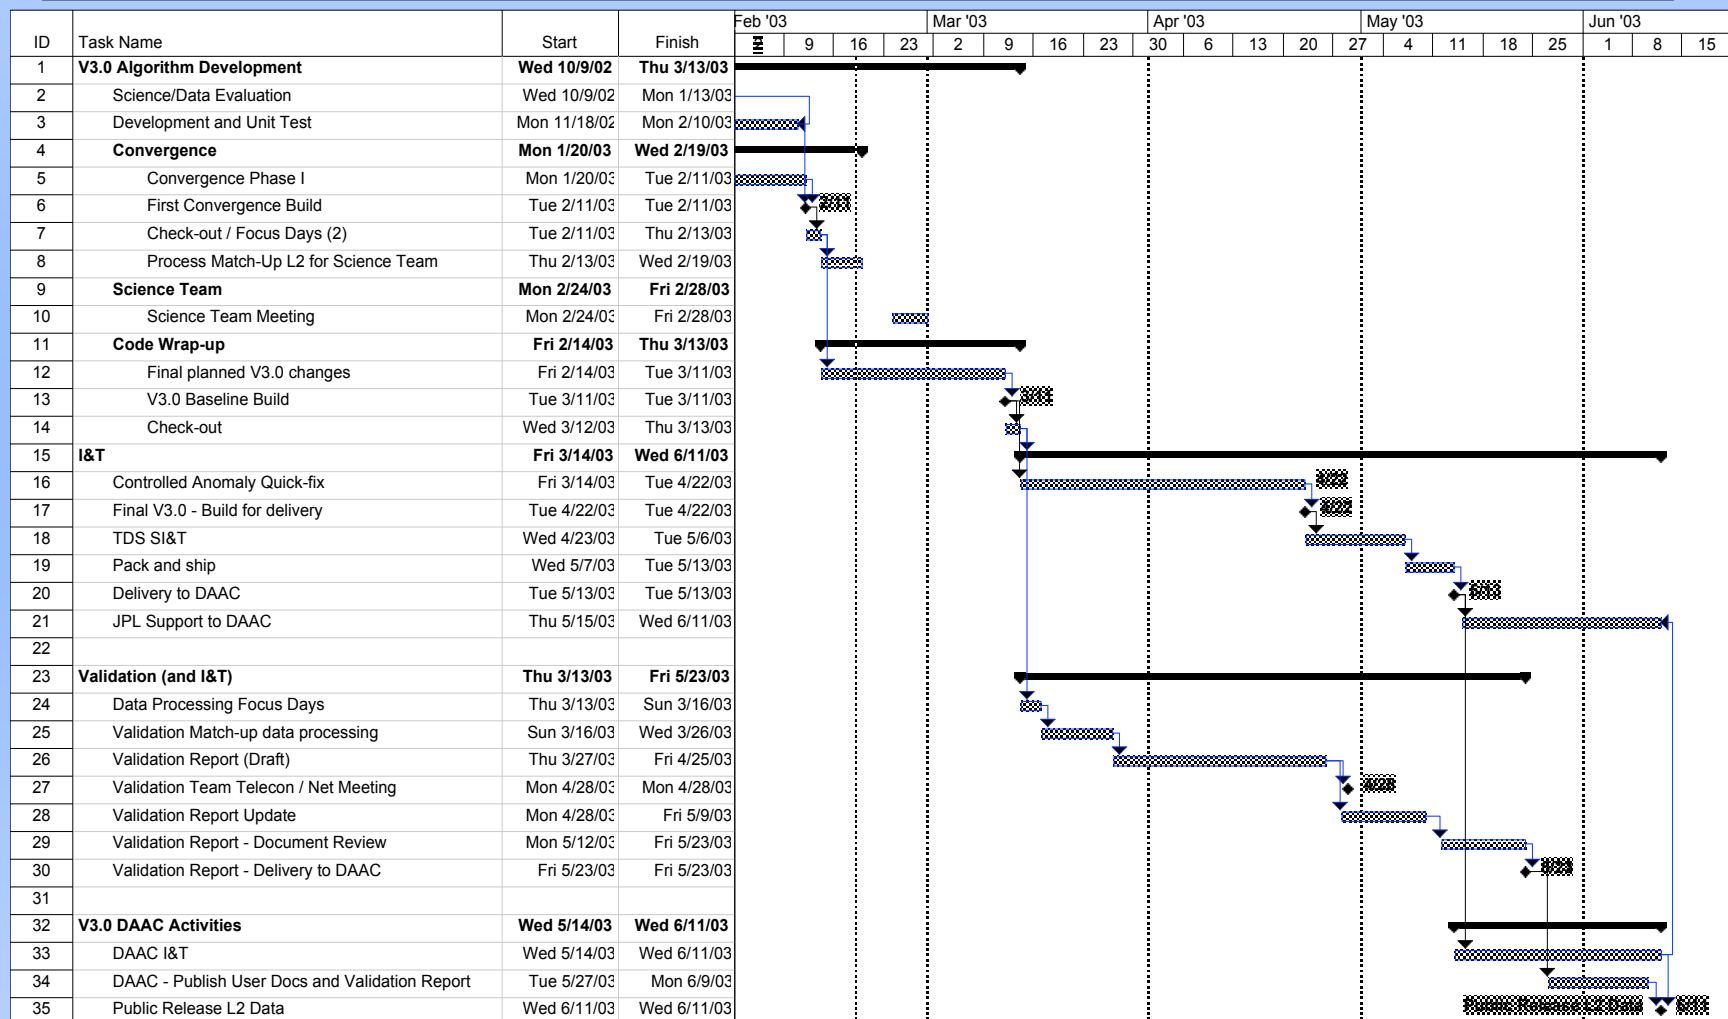 Feb '03 Mar '03 Apr '03 May '03 Jun '03
ID Task Name Start Finish 9 16 23 2 9 16 23 30 6 13 20 27 4 11 18 25 1 8 15
1 V3.0 Algorithm Development Wed 10/9/02 Thu 3/13/03
2 Science/Data Evaluation Wed 10/9/02 Mon 1/13/03
3 Development and Unit Test Mon 11/18/02 Mon 2/10/03
4 Convergence Mon 1/20/03 Wed 2/19/03
5 Convergence Phase I Mon 1/20/03 Tue 2/11/03
6 First Convergence Build Tue 2/11/03 Tue 2/11/03 2/11
7 Check-out / Focus Days (2) Tue 2/11/03 Thu 2/13/03
8 Process Match-Up L2 for Science Team Thu 2/13/03 Wed 2/19/03
9 Science Team Mon 2/24/03 Fri 2/28/03
10 Science Team Meeting Mon 2/24/03 Fri 2/28/03
11 Code Wrap-up Fri 2/14/03 Thu 3/13/03
12 Final planned V3.0 changes Fri 2/14/03 Tue 3/11/03
13 V3.0 Baseline Build Tue 3/11/03 Tue 3/11/03 3/11
14 Check-out Wed 3/12/03 Thu 3/13/03
15 I&T Fri 3/14/03 Wed 6/11/03
16 Controlled Anomaly Quick-fix Fri 3/14/03 Tue 4/22/03 4/22
17 Final V3.0 - Build for delivery Tue 4/22/03 Tue 4/22/03 4/22
18 TDS SI&T Wed 4/23/03 Tue 5/6/03
19 Pack and ship Wed 5/7/03 Tue 5/13/03
20 Delivery to DAAC Tue 5/13/03 Tue 5/13/03 5/13
21 JPL Support to DAAC Thu 5/15/03 Wed 6/11/03
22
23 Validation (and I&T) Thu 3/13/03 Fri 5/23/03
24 Data Processing Focus Days Thu 3/13/03 Sun 3/16/03
25 Validation Match-up data processing Sun 3/16/03 Wed 3/26/03
26 Validation Report (Draft) Thu 3/27/03 Fri 4/25/03
27 Validation Team Telecon / Net Meeting Mon 4/28/03 Mon 4/28/03 4/28
28 Validation Report Update Mon 4/28/03 Fri 5/9/03
29 Validation Report - Document Review Mon 5/12/03 Fri 5/23/03
30 Validation Report - Delivery to DAAC Fri 5/23/03 Fri 5/23/03 5/23
31
32 V3.0 DAAC Activities Wed 5/14/03 Wed 6/11/03
33 DAAC I&T Wed 5/14/03 Wed 6/11/03
34 DAAC - Publish User Docs and Validation Report Tue 5/27/03 Mon 6/9/03
35 Public Release L2 Data Wed 6/11/03 Wed 6/11/03 Public Release L2 Data 6/11